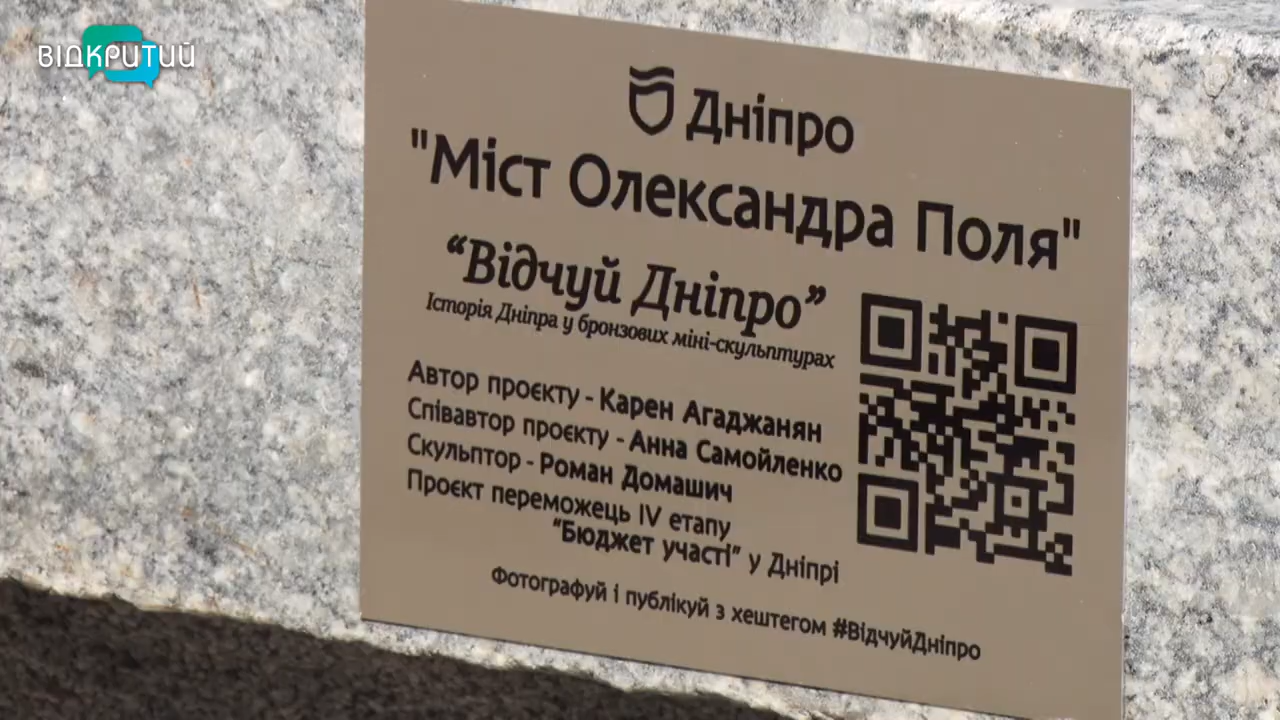 ВІДКРИТИЙ
Дніпро
"Міст Олександра Поля"
“Відчуй Дніпро”
Історія Дніпра у бронзових міні-скульптурах
Автор проєкту - Карен Агаджанян
Співавтор проєкту - Анна Самойленко
Скульптор - Роман Домашич
Проєкт переможець IV етапу
“Бюджет участі” у Дніпрі
Фотографуй і публікуй з хештегом #ВідчуйДніпро